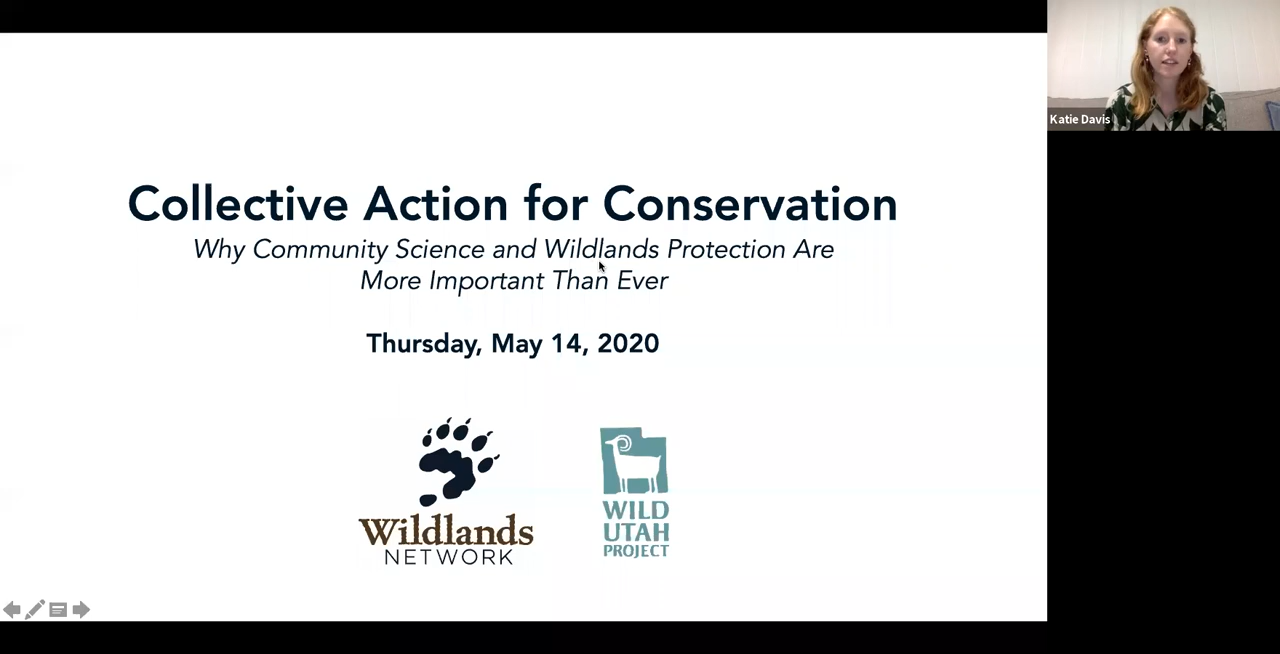 Collective Action for Conservation
Why Community Science and Wildlands Protection Are
More Important Than Ever
Thursday, May 14, 2020
Wildlands
NETWORK
WILD
UTAH
PROJECT
Katie Davis